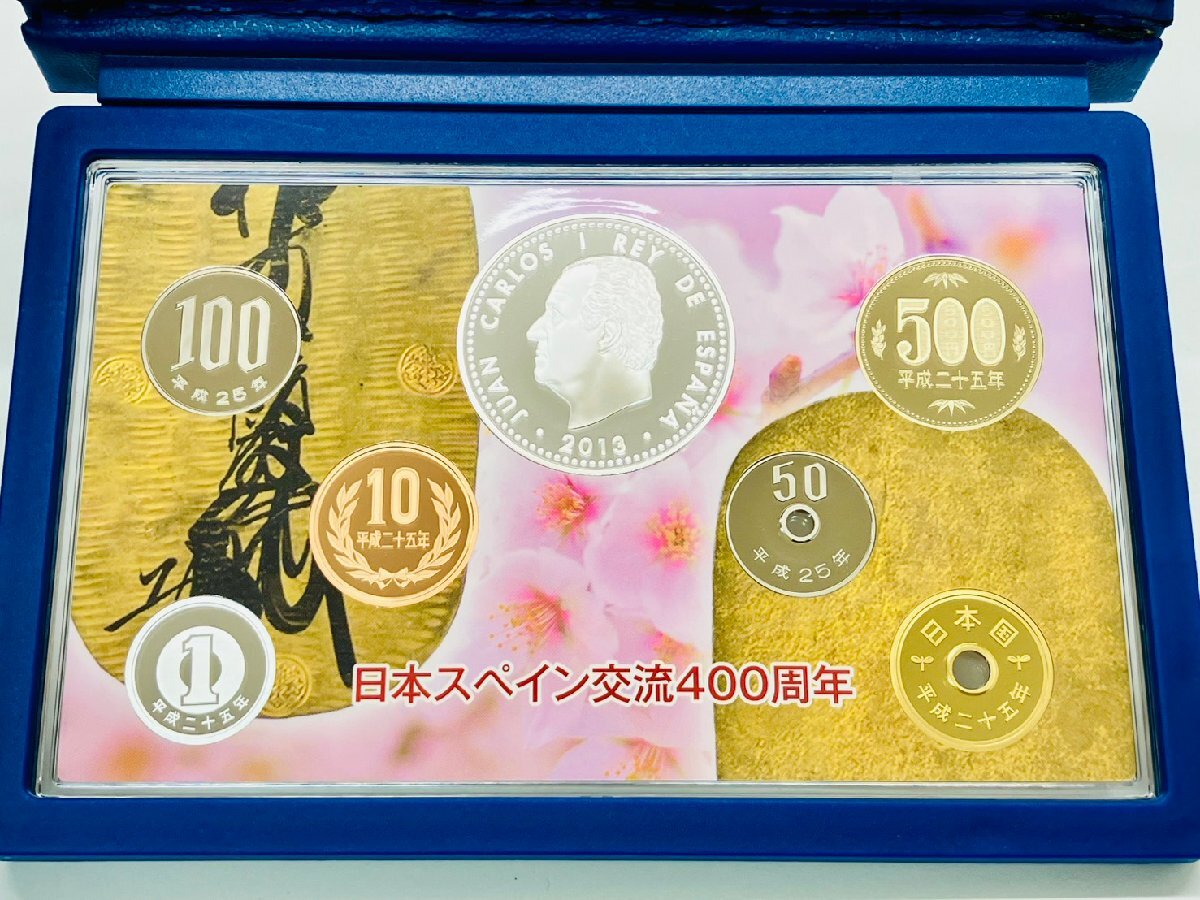 100
平成25年
JUAN CARLOS I REY DE ESPAÑA
• 2013 •
500
平成二十五年
10
平成二十五年
50
平成25年
1
平成二十五年
日本国
平成二十五年
日本スペイン交流400周年